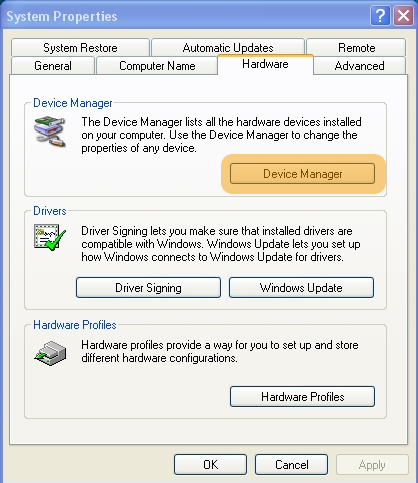 System Properties
System Restore Automatic Updates Remote
General Computer Name Hardware Advanced
Device Manager
The Device Manager lists all the hardware devices installed
on your computer. Use the Device Manager to change the
properties of any device.
Device Manager
Drivers
Driver Signing lets you make sure that installed drivers are
compatible with Windows. Windows Update lets you set up
how Windows connects to Windows Update for drivers.
Driver Signing Windows Update
Hardware Profiles
Hardware profiles provide a way for you to set up and store
different hardware configurations.
Hardware Profiles
OK Cancel Apply